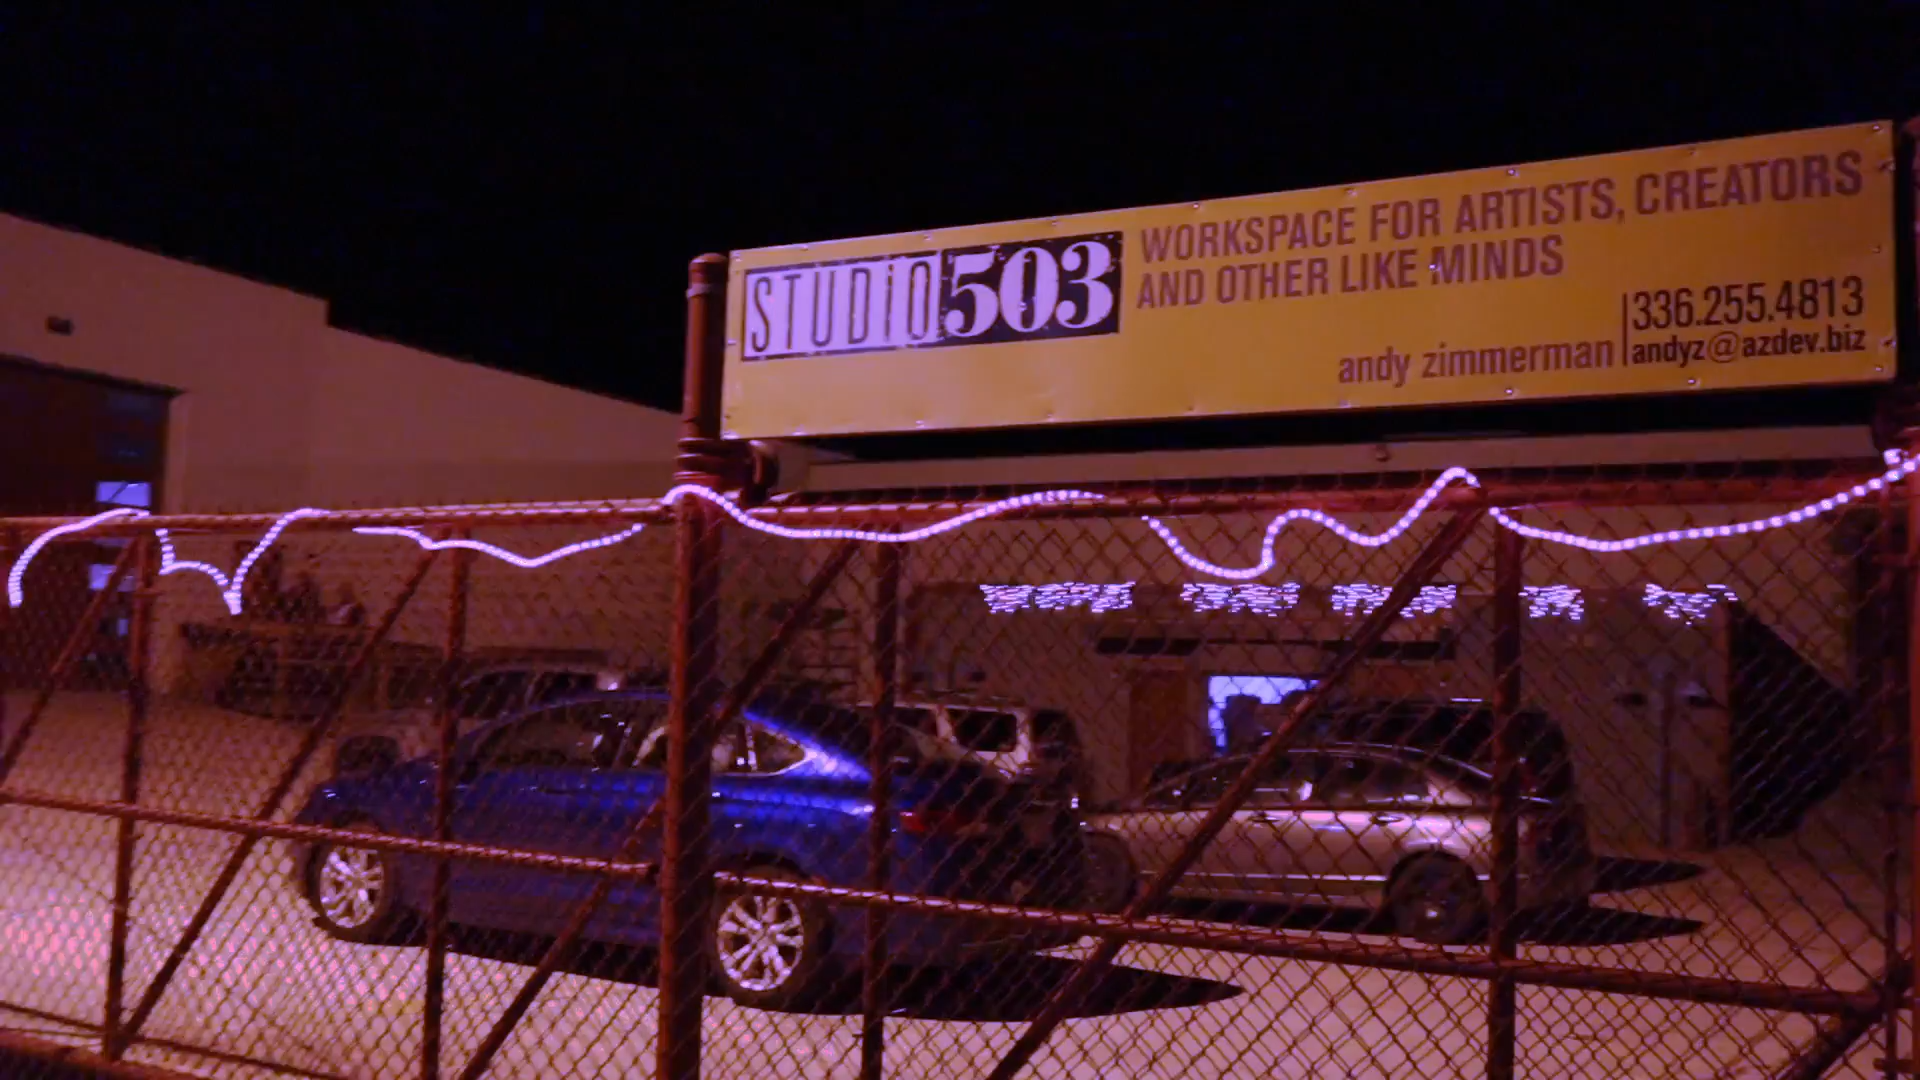 STUDIO503
WORKSPACE FOR ARTISTS, CREATORS
AND OTHER LIKE MINDS
336.255.4813
andy zimmerman
andyz@azdev.biz